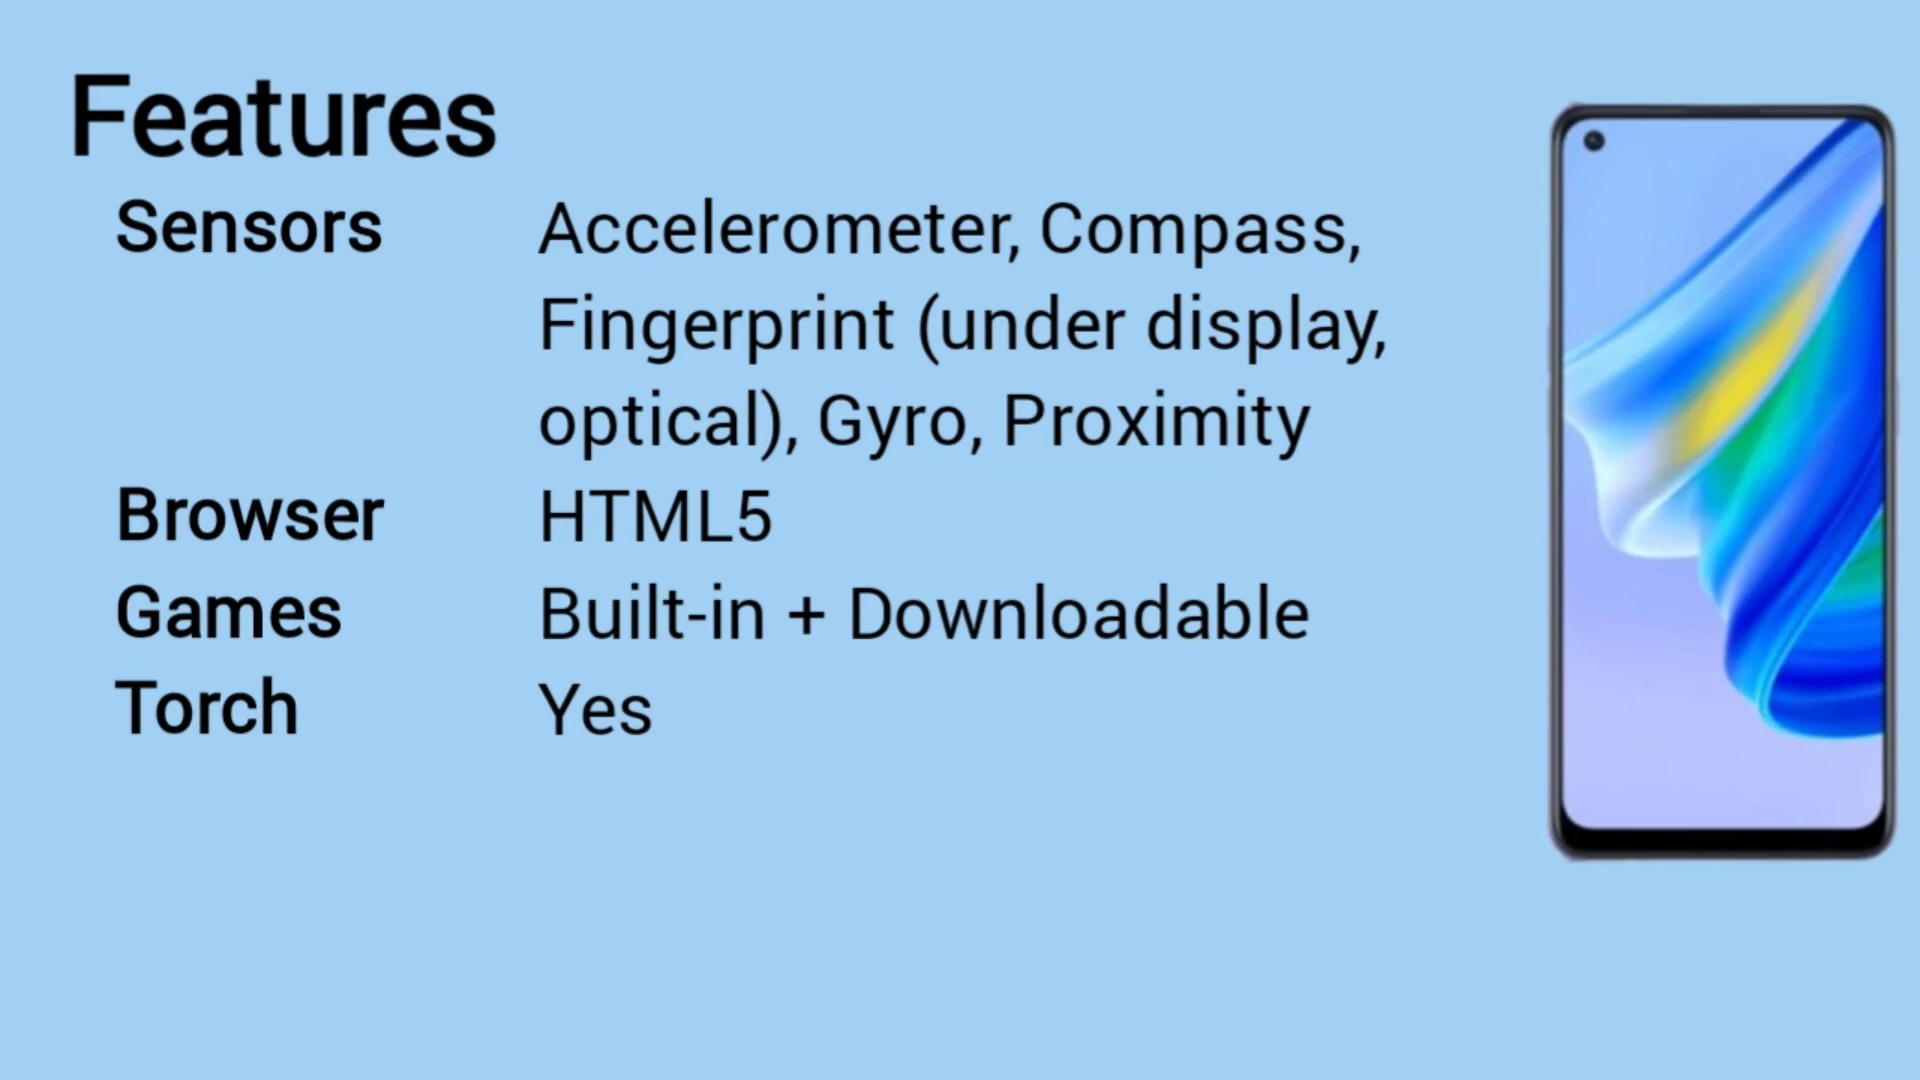 Features
Sensors Accelerometer, Compass,
Fingerprint (under display,
optical), Gyro, Proximity
Browser HTML5
Games Built-in + Downloadable
Torch Yes